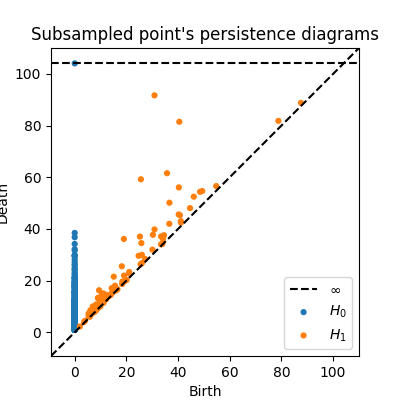 Subsampled point's persistence diagrams
100
80
60
40
20
0
Death
0 20 40 60 80 100
Birth
∞
H₀
H₁